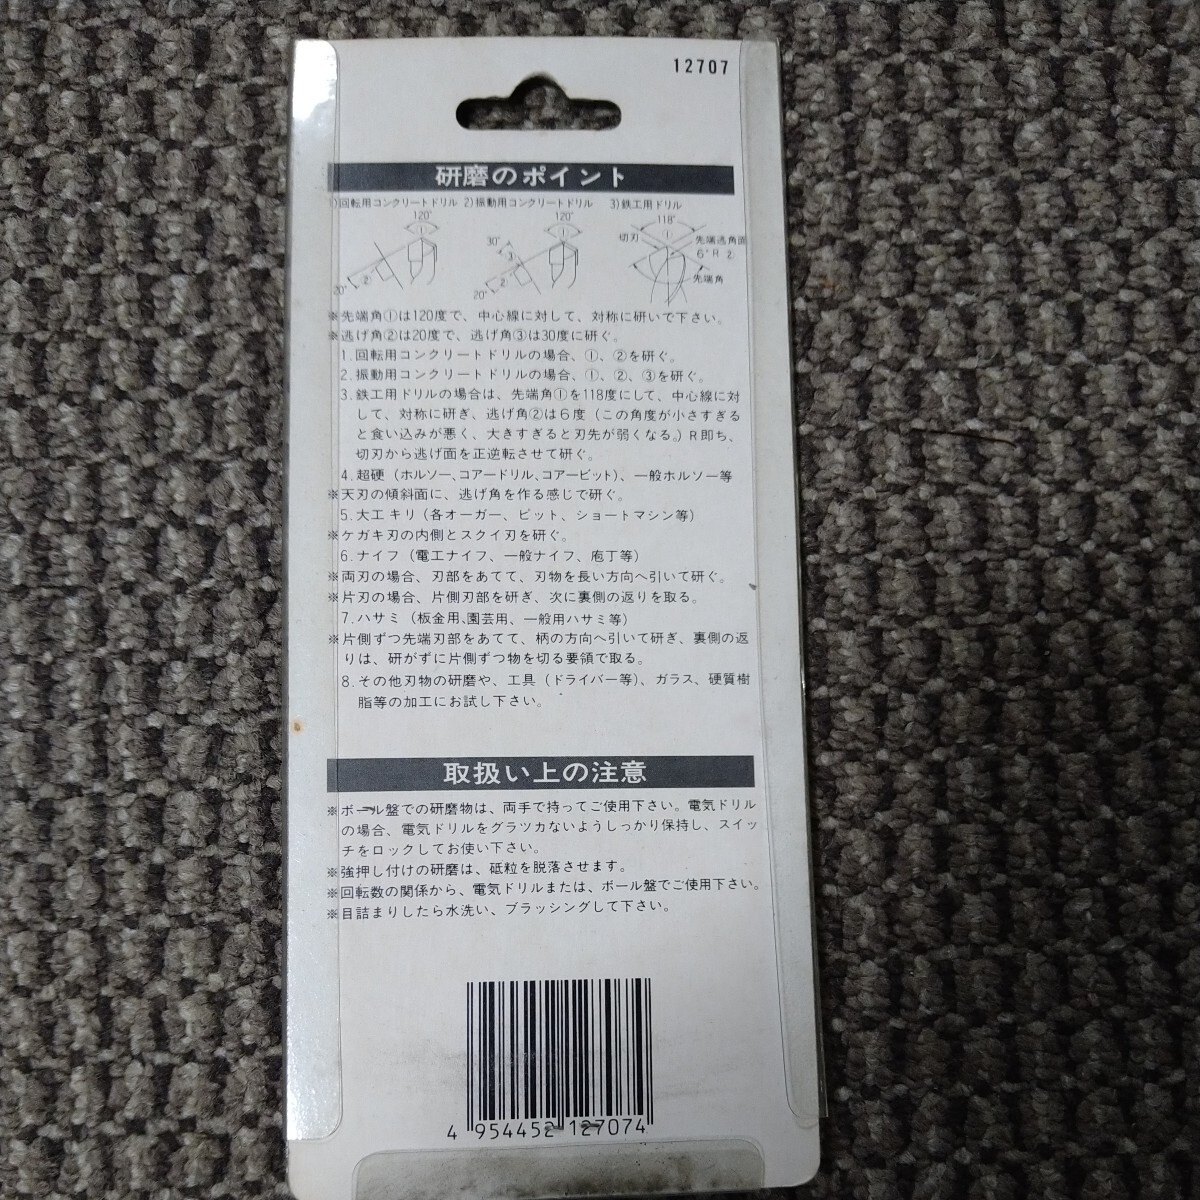 12707
研磨のポイント
1)回転用コンクリートドリル 2)振動用コンクリートドリル 3)鉄工用ドリル
120° 120° 118°
切刃 先端逃角面
30° 6° R ②
20° 20° 先端角
※先端角①は120度で、中心線に対して、対称に研いで下さい。
※逃げ角②は20度で、逃げ角③は30度に研ぐ。
1.回転用コンクリートドリルの場合、①、②を研ぐ。
2.振動用コンクリートドリルの場合、①、②、③を研ぐ。
3.鉄工用ドリルの場合は、先端角①を118度にして、中心線に対
して、対称に研ぎ、逃げ角②は6度（この角度が小さすぎる
と食い込みが悪く、大きすぎると刃先が弱くなる。）R即ち、
切刃から逃げ面を正逆転させて研ぐ。
4.超硬（ホルソー、コアードリル、コアービット）、一般ホルソー等
※天刃の傾斜面に、逃げ角を作る感じで研ぐ。
5.大工キリ（各オーガー、ビット、ショートマシン等）
※ケガキ刃の内側とスクイ刃を研ぐ。
6.ナイフ（電工ナイフ、一般ナイフ、庖丁等）
※両刃の場合、刃部をあてて、刃物を長い方向へ引いて研ぐ。
※片刃の場合、片側刃部を研ぎ、次に裏側の返りを取る。
7.ハサミ（板金用、園芸用、一般用ハサミ等）
※片側ずつ先端刃部をあてて、柄の方向へ引いて研ぎ、裏側の返
りは、研がずに片側ずつ物を切る要領で取る。
8.その他刃物の研磨や、工具（ドライバー等）、ガラス、硬質樹
脂等の加工にお試し下さい。
取扱い上の注意
※ボール盤での研磨物は、両手で持ってご使用下さい。電気ドリル
の場合、電気ドリルをグラツカないようしっかり保持し、スイッ
チをロックしてお使い下さい。
※強押し付けの研磨は、砥粒を脱落させます。
※回転数の関係から、電気ドリルまたは、ボール盤でご使用下さい。
※目詰まりしたら水洗い、ブラッシングして下さい。
4 954452 127074